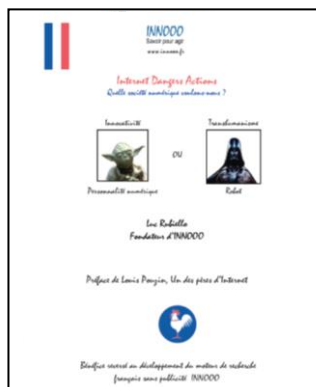 INNOOO
Savoir pour agir
www.innooo.fr
Internet Dangers Actions
Quelle société numérique voulons-nous ?
Innovativité
Transhumanisme
OU
Personnalité numérique
Robot
Luc Rubiello
Fondateur d'INNOOO
Préface de Louis Pouzin, Un des pères d'Internet
Bénéfice reversé au développement du moteur de recherche
français sans publicité INNOOO